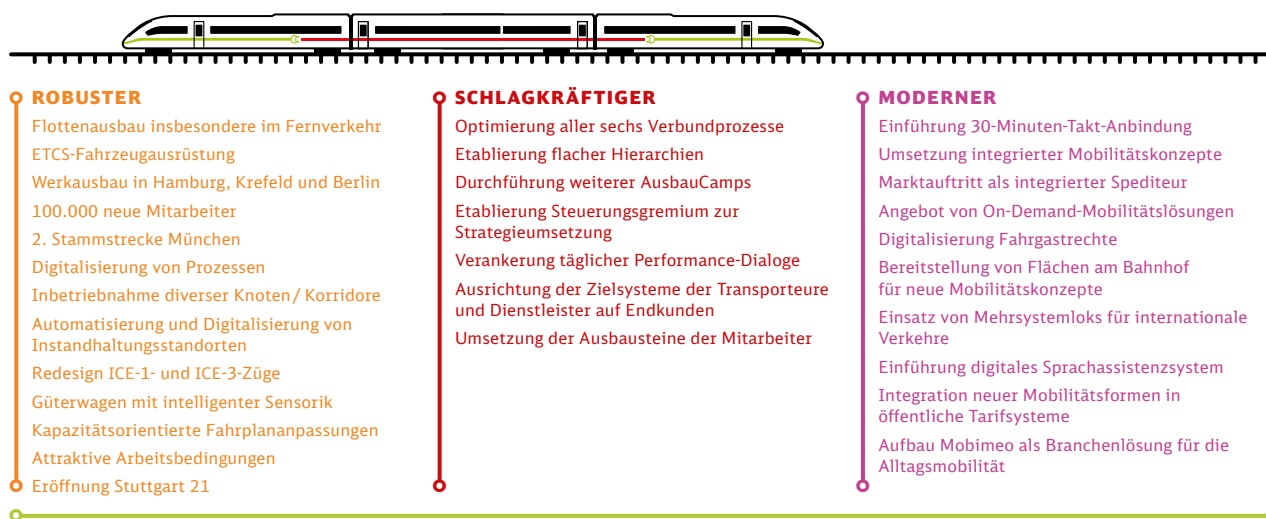 ROBUSTER
Flottenausbau insbesondere im Fernverkehr
ETCS-Fahrzeugausrüstung
Werkausbau in Hamburg, Krefeld und Berlin
100.000 neue Mitarbeiter
2. Stammstrecke München
Digitalisierung von Prozessen
Inbetriebnahme diverser Knoten / Korridore
Automatisierung und Digitalisierung von
Instandhaltungsstandorten
Redesign ICE-1- und ICE-3-Züge
Güterwagen mit intelligenter Sensorik
Kapazitätsorientierte Fahrplananpassungen
Attraktive Arbeitsbedingungen
Eröffnung Stuttgart 21
SCHLAGKRÄFTIGER
Optimierung aller sechs Verbundprozesse
Etablierung flacher Hierarchien
Durchführung weiterer AusbauCamps
Etablierung Steuerungsgremium zur
Strategieumsetzung
Verankerung täglicher Performance-Dialoge
Ausrichtung der Zielsysteme der Transporteure
und Dienstleister auf Endkunden
Umsetzung der Ausbausteine der Mitarbeiter
MODERNER
Einführung 30-Minuten-Takt-Anbindung
Umsetzung integrierter Mobilitätskonzepte
Marktauftritt als integrierter Spediteur
Angebot von On-Demand-Mobilitätslösungen
Digitalisierung Fahrgastrechte
Bereitstellung von Flächen am Bahnhof
für neue Mobilitätskonzepte
Einsatz von Mehrsystemloks für internationale
Verkehre
Einführung digitales Sprachassistenzsystem
Integration neuer Mobilitätsformen in
öffentliche Tarifsysteme
Aufbau Mobimeo als Branchenlösung für die
Alltagsmobilität